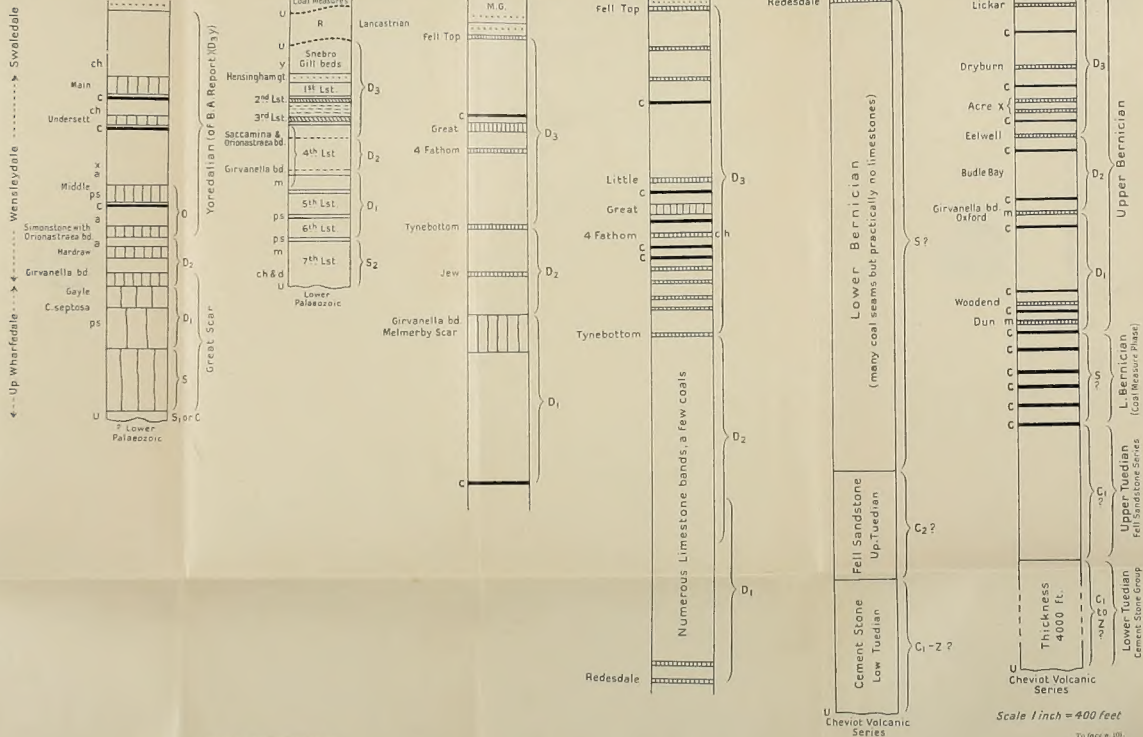 Swaledale
Wensleydale
Up. Wharfedale
ch
Main
c
ch
Undersett
c
x
a
Middle
ps
c
a
Simonstone with
Orionastraea bd.
a
Hardraw
Girvanella bd.
Gayle
C. septosa
ps
U
? Lower
Palaeozoic
D
D2
D1
S
S1 or C
Yoredalian (of B.A. Report) (D3y)
Great Scar
Coal Measures
U
R
Lancastrian
U
y
Snebro
Gill beds
Hensingham gt.
1st Lst.
2nd Lst.
3rd Lst.
Saccamina &
Orionastraea bd.
4th Lst.
Girvanella bd.
m
5th Lst.
ps
6th Lst.
ps
m
7th Lst.
ch & d
U
Lower
Palaeozoic
D3
D2
D1
S2
M.G.
Fell Top
c
Great
4 Fathom
Tynebottom
Jew
Girvanella bd.
Melmerby Scar
c
D3
D2
D1
Fell Top
c
Little
c
Great
c
4 Fathom
ch
c
c
Tynebottom
Numerous Limestone bands, a few coals
Redesdale
D3
D2
D1
Redesdale
Lower Bernician
(many coal seams but practically no limestones)
S?
Fell Sandstone
Up. Tuedian
C2?
Cement Stone
Low Tuedian
C1-Z?
U
Cheviot Volcanic
Series
Lickar
c
Dryburn
c
Acre x
c
Eelwell
c
Budle Bay
c
Girvanella bd.
Oxford
m
c
c
Woodend
c
Dun m
c
c
c
c
c
c
Thickness
4000 ft.
U
Cheviot Volcanic
Series
D3
D2
D1
S
?
C1
?
C1
to
Z
?
Upper Bernician
L. Bernician
(Coal Measure Phase)
Upper Tuedian
Fell Sandstone Series
Lower Tuedian
Cement Stone Group
Scale 1 inch = 400 feet